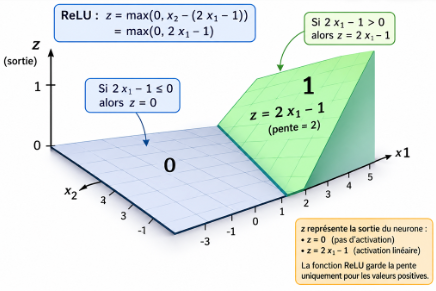 ReLU : z = max(0, x₂ − (2 x₁ − 1))
= max(0, 2 x₁ − 1)
Si 2 x₁ − 1 > 0
alors z = 2 x₁ − 1
z
(sortie)
1
0
Si 2 x₁ − 1 ≤ 0
alors z = 0
1
z = 2 x₁ − 1
(pente = 2)
0
x1
x₂
3
3
-1
-3
-1
0
1
2
3
4
5
z représente la sortie du neurone :
• z = 0 (pas d'activation)
• z = 2 x₁ − 1 (activation linéaire)
La fonction ReLU garde la pente
uniquement pour les valeurs positives.